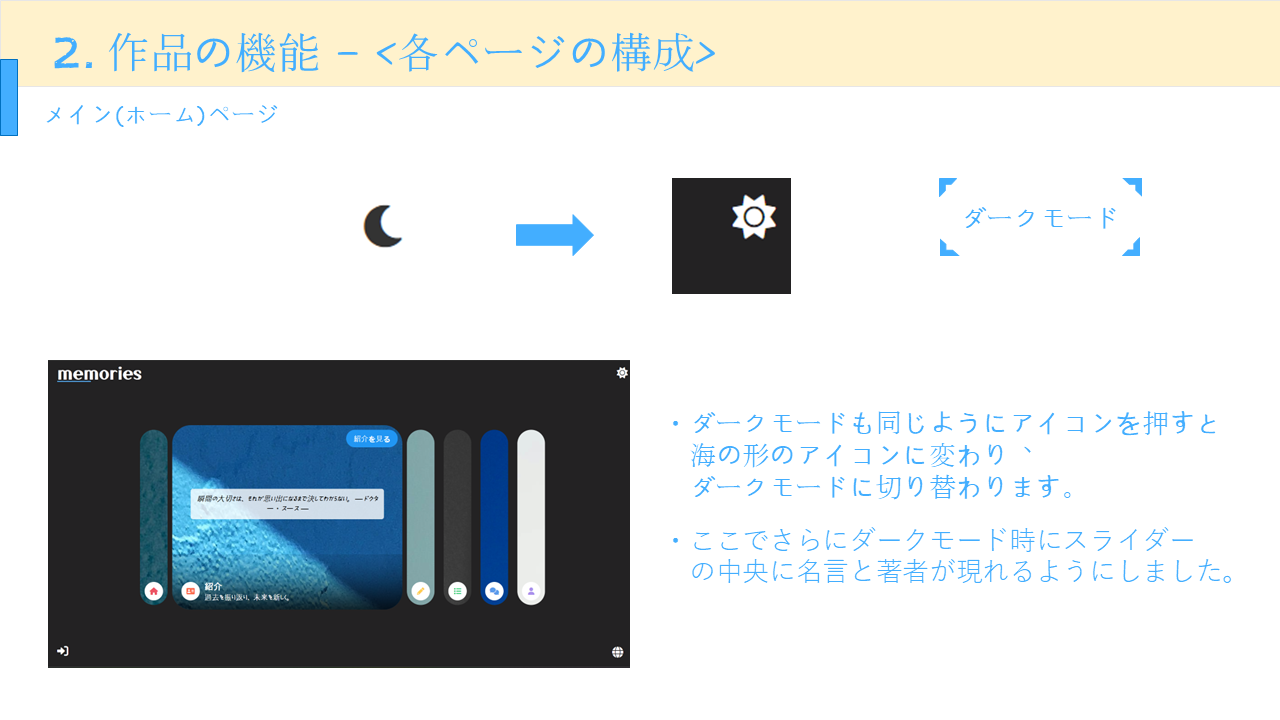 2. 作品の機能 – <各ページの構成>
メイン(ホーム)ページ
ダークモード
memories
紹介を見る
瞬間の大切さは、それが思い出になるまで決してわからない。 ―ドクタ
ー・スース ―
紹介
過去を振り返り、未来を新しく。
・ダークモードも同じようにアイコンを押すと
海の形のアイコンに変わり 、
ダークモードに切り替わります。
・ここでさらにダークモード時にスライダー
の中央に名言と著者が現れるようにしました。